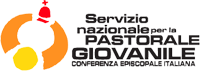 Servizio
nazionale per la
PASTORALE
GIOVANILE
CONFERENZA EPISCOPALE ITALIANA